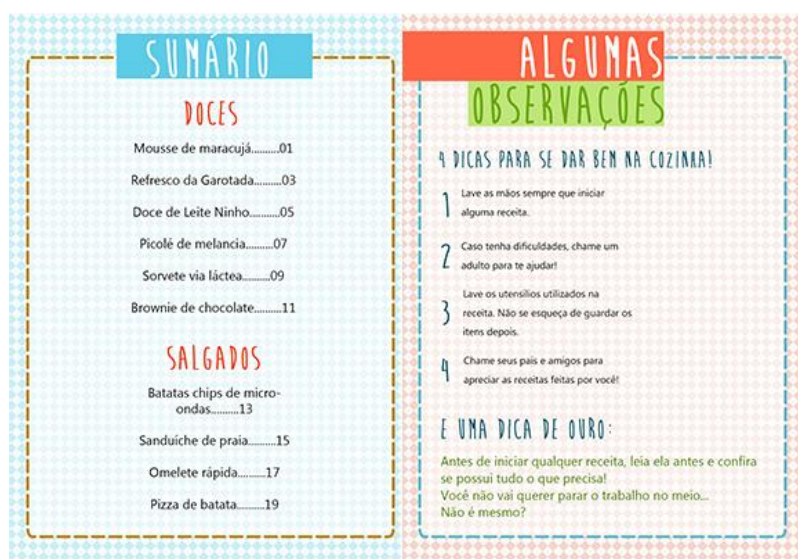 SUMÁRIO
DOCES
Mousse de maracujá..........01
Refresco da Garotada..........03
Doce de Leite Ninho...........05
Picolé de melancia..........07
Sorvete via láctea..........09
Brownie de chocolate..........11
SALGADOS
Batatas chips de micro-
ondas..........13
Sanduiche de praia..........15
Omelete rápida..........17
Pizza de batata..........19
ALGUMAS
OBSERVAÇÕES
4 DICAS PARA SE DAR BEM NA COZINHA!
1 Lave as mãos sempre que iniciar
alguma receita.
2 Caso tenha dificuldades, chame um
adulto para te ajudar!
3 Lave os utensílios utilizados na
receita. Não se esqueça de guardar os
itens depois.
4 Chame seus pais e amigos para
apreciar as receitas feitas por você!
E UMA DICA DE OURO:
Antes de iniciar qualquer receita, leia ela antes e confira
se possui tudo o que precisa!
Você não vai querer parar o trabalho no meio...
Não é mesmo?